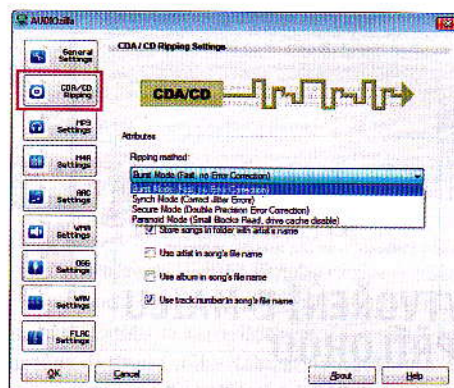 AUDIOzilla
General Settings
CDA/CD Ripping
MP3 Settings
M4A Settings
AAC Settings
WMA Settings
OGG Settings
WAV Settings
FLAC Settings
CDA / CD Ripping Settings
CDA/CD
Attributes
Ripping method:
Burst Mode (Fast, no Error Correction)
Burst Mode (Fast, no Error Correction)
Synch Mode (Correct Jitter Errors)
Secure Mode (Double Precision Error Correction)
Paranoid Mode (Small Blocks Read, drive cache disable)
Store songs in folder with artist's name
Use artist in song's file name
Use album in song's file name
Use track number in song's file name
OK
Cancel
About
Help